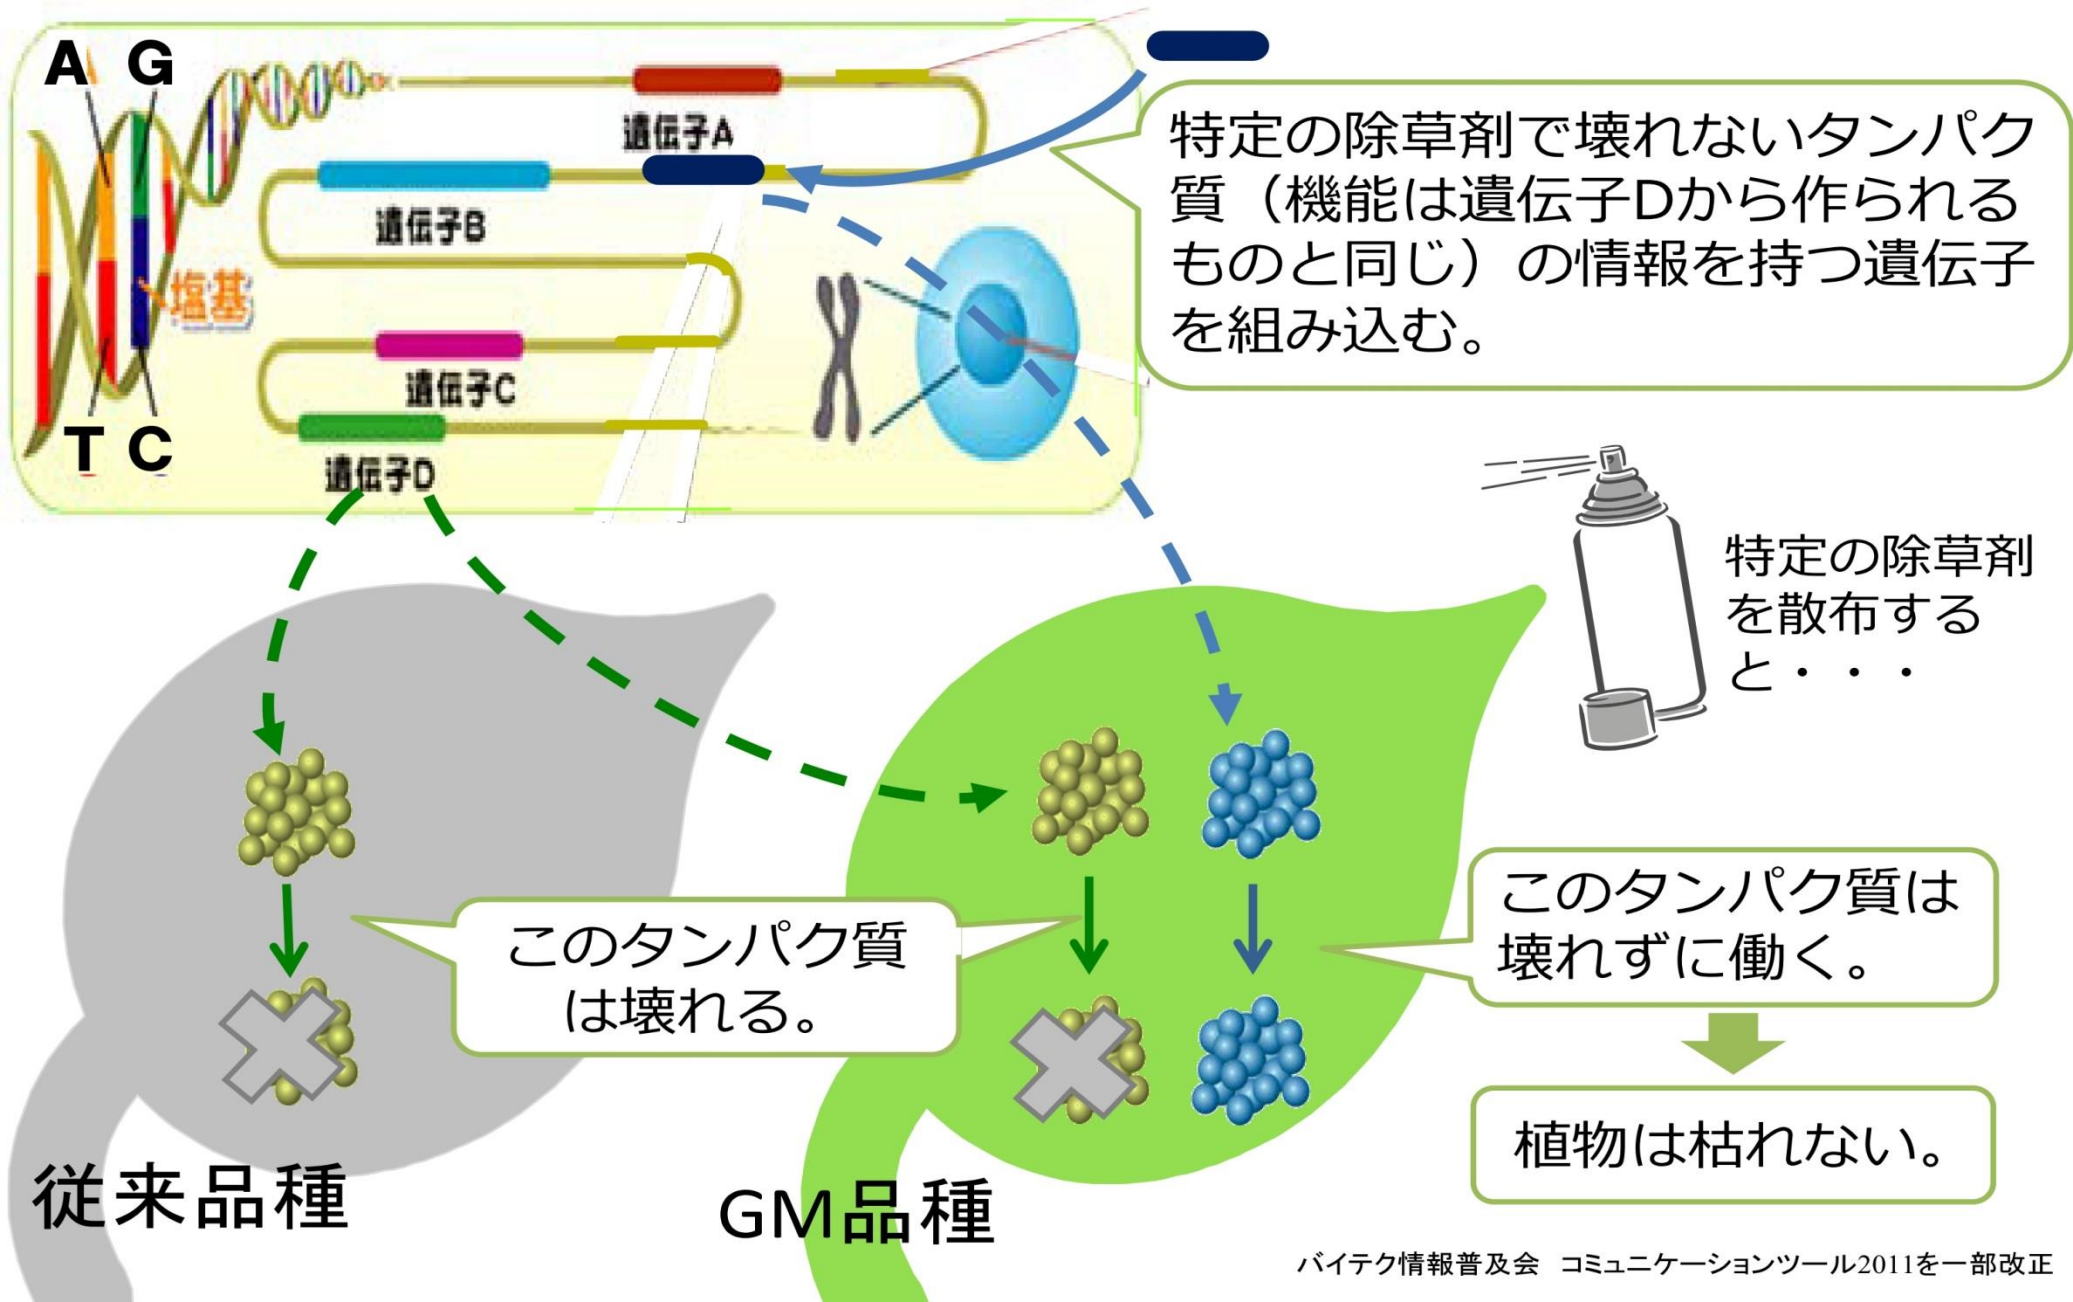 A G
遺伝子A
特定の除草剤で壊れないタンパク
質（機能は遺伝子Dから作られる
ものと同じ）の情報を持つ遺伝子
を組み込む。
遺伝子B
塩基
遺伝子C
T C
遺伝子D
特定の除草剤
を散布する
と・・・
このタンパク質
は壊れる。
このタンパク質は
壊れずに働く。
植物は枯れない。
従来品種
GM品種
バイテク情報普及会　コミュニケーションツール2011を一部改正